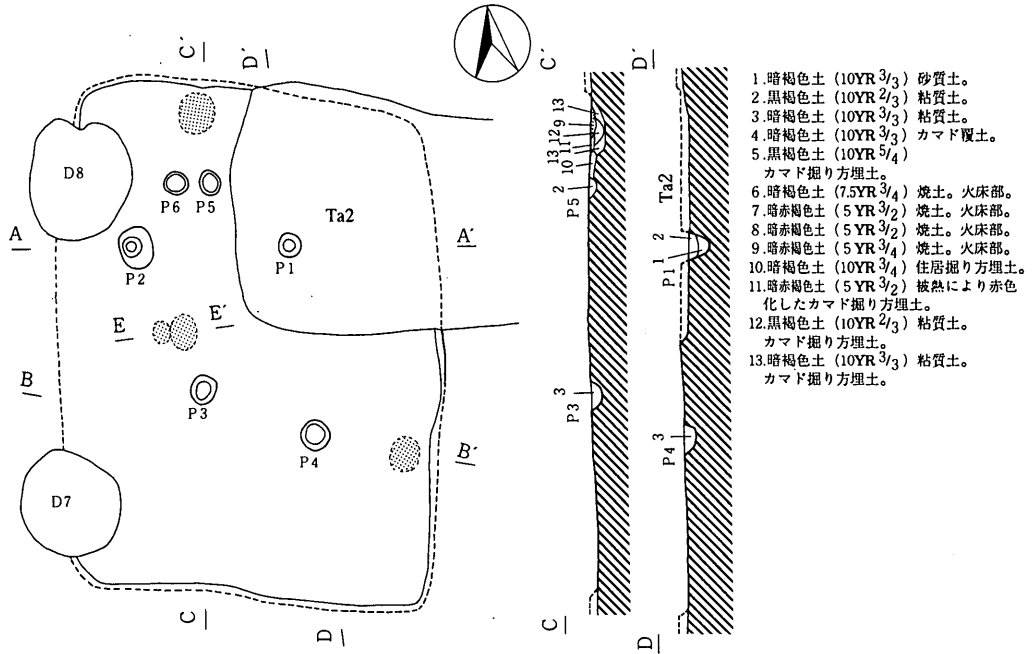 C′
D′
D8
P6
P5
Ta2
A
A′
P2
P1
E
E′
B
P3
P4
B′
D7
C
D
C′
13
9
12
11
13
10
2
P5
3
P3
C
D′
Ta2
2
1
P1
3
P4
D
1.暗褐色土 (10YR 3/3) 砂質土。
2.黒褐色土 (10YR 2/3) 粘質土。
3.暗褐色土 (10YR 3/3) 粘質土。
4.暗褐色土 (10YR 3/3) カマド覆土。
5.黒褐色土 (10YR 5/4)
カマド掘り方埋土。
6.暗褐色土 (7.5YR 3/4) 焼土。火床部。
7.暗赤褐色土 (5 YR 3/2) 焼土。火床部。
8.暗赤褐色土 (5 YR 3/2) 焼土。火床部。
9.暗赤褐色土 (5 YR 3/4) 焼土。火床部。
10.暗褐色土 (10YR 3/4) 住居掘り方埋土。
11.暗赤褐色土 (5 YR 3/2) 被熱により赤色
化したカマド掘り方埋土。
12.黒褐色土 (10YR 2/3) 粘質土。
カマド掘り方埋土。
13.暗褐色土 (10YR 3/3) 粘質土。
カマド掘り方埋土。